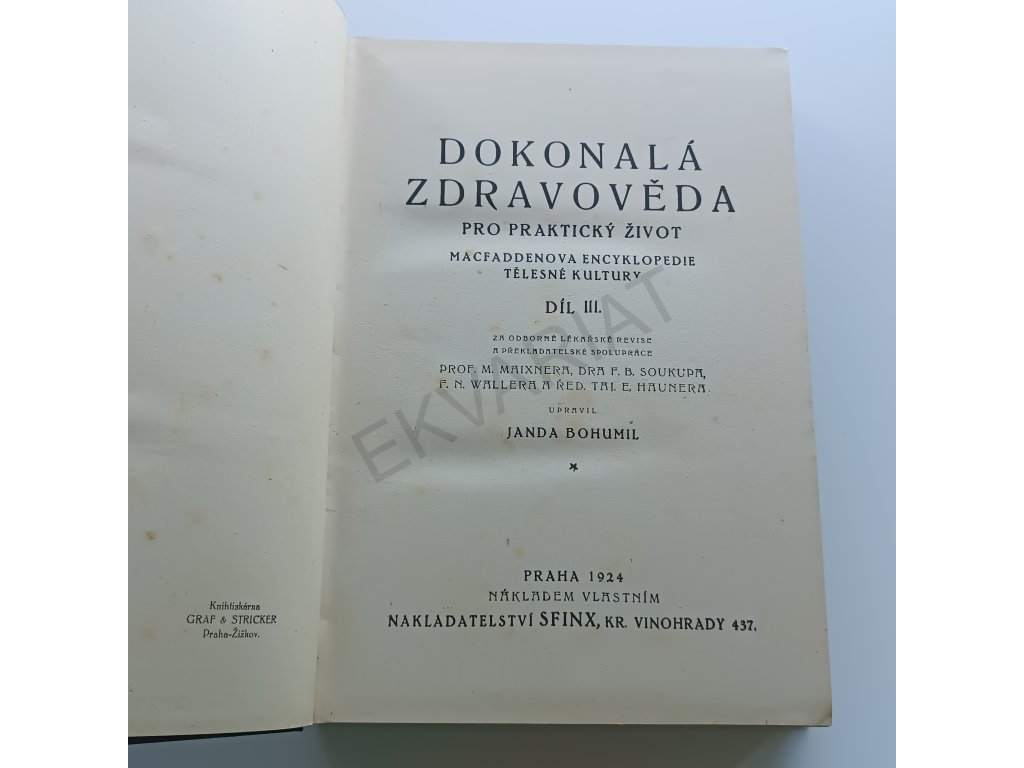 Knihtiskárna
GRAF & STRICKER
Praha-Žižkov.
DOKONALÁ
ZDRAVOVĚDA
PRO PRAKTICKÝ ŽIVOT
MACFADDENOVA ENCYKLOPEDIE
TĚLESNÉ KULTURY
DÍL III.
ZA ODBORNÉ LÉKAŘSKÉ REVISE
A PŘEKLADATELSKÉ SPOLUPRÁCE
PROF. M. MAIXNERA, DRA F. B. SOUKUPA,
F. N. WALLERA A ŘED. TAJ. E. HAUNERA
UPRAVIL
JANDA BOHUMIL
PRAHA 1924
NÁKLADEM VLASTNÍM
NAKLADATELSTVÍ SFINX, KR. VINOHRADY 437.
EKVARIAT